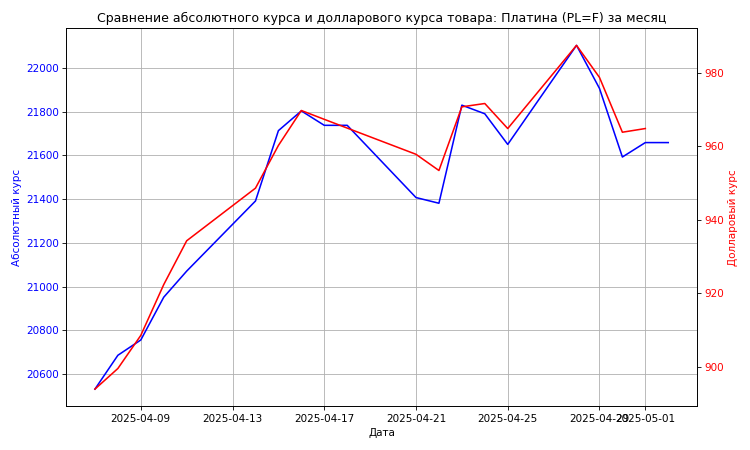 Сравнение абсолютного курса и долларового курса товара: Платина (PL=F) за месяц
Абсолютный курс
22000
21800
21600
21400
21200
21000
20800
20600
980
960
940
920
900
Долларовый курс
2025-04-09 2025-04-13 2025-04-17 2025-04-21 2025-04-25 2025-04-29 2025-05-01
Дата